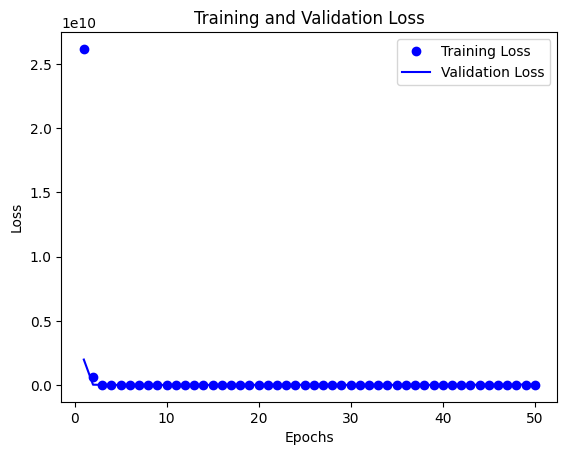 Training and Validation Loss
1e10
Training Loss
Validation Loss
2.5
2.0
1.5
1.0
0.5
0.0
Loss
0 10 20 30 40 50
Epochs